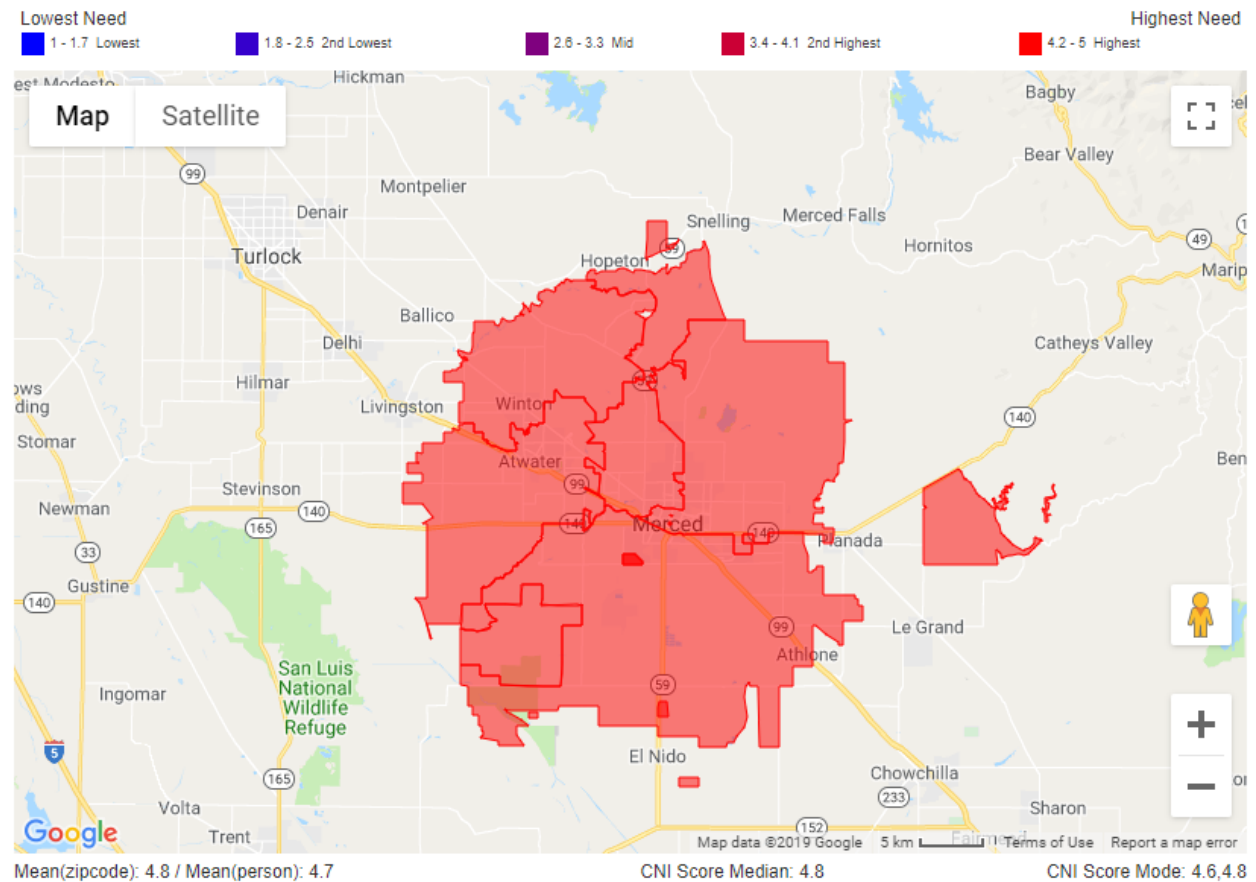 Lowest Need
Highest Need
1 - 1.7 Lowest
1.8 - 2.5 2nd Lowest
2.6 - 3.3 Mid
3.4 - 4.1 2nd Highest
4.2 - 5 Highest
Hickman
est Modesto
Map
Satellite
Bagby
Bear Valley
99
Montpelier
Denair
Snelling
Merced Falls
Hornitos
49
Turlock
59
Hopeton
Marip
Ballico
Delhi
Catheys Valley
Hilmar
Livingston
Winton
140
Stomar
Atwater
Ben
99
Stevinson
Newman
140
165
140
Merced
140
Planada
33
Gustine
140
99
Le Grand
Athlone
San Luis
National
Wildlife
Refuge
59
Ingomar
5
El Nido
165
Chowchilla
233
Volta
Sharon
Trent
152
Google
Map data ©2019 Google
5 km
Terms of Use
Report a map error
Fairmead
Mean(zipcode): 4.8 / Mean(person): 4.7
CNI Score Median: 4.8
CNI Score Mode: 4.6,4.8